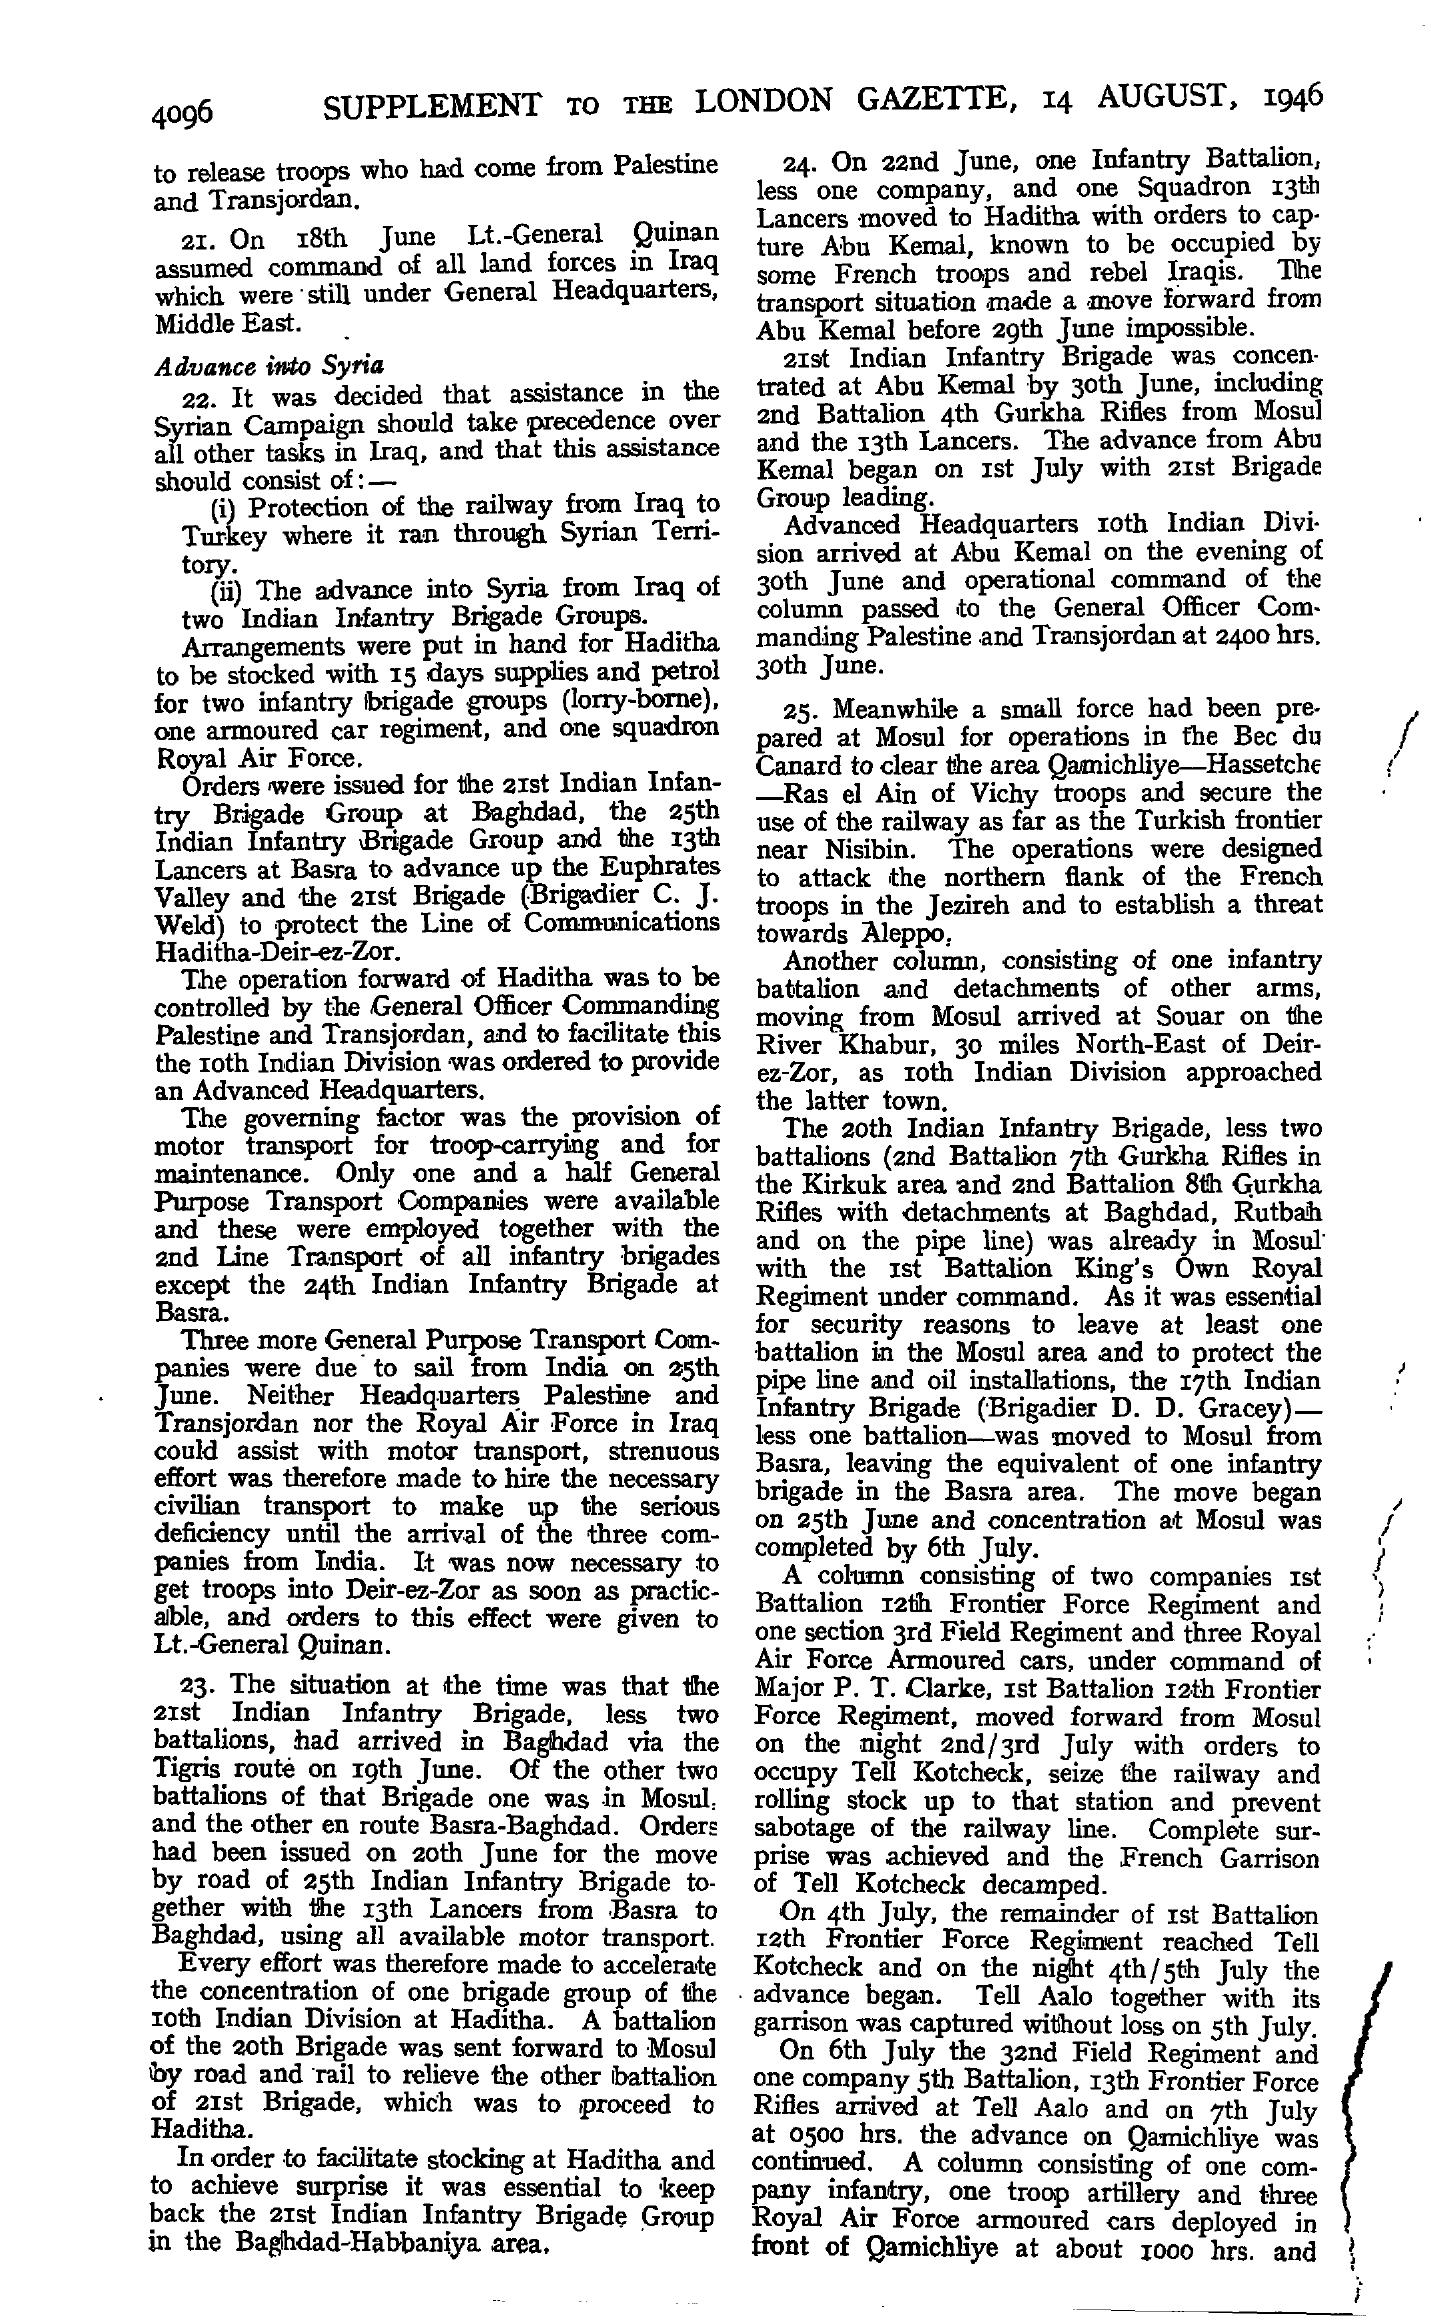 4096 SUPPLEMENT TO THE LONDON GAZETTE, 14 AUGUST, 1946
to release troops who had come from Palestine
and Transjordan.
21. On 18th June Lt.-General Quinan
assumed command of all land forces in Iraq
which were still under General Headquarters,
Middle East.
Advance into Syria
22. It was decided that assistance in the
Syrian Campaign should take precedence over
all other tasks in Iraq, and that this assistance
should consist of:—
(i) Protection of the railway from Iraq to
Turkey where it ran through Syrian Terri-
tory.
(ii) The advance into Syria from Iraq of
two Indian Infantry Brigade Groups.
Arrangements were put in hand for Haditha
to be stocked with 15 days supplies and petrol
for two infantry brigade groups (lorry-borne),
one armoured car regiment, and one squadron
Royal Air Force.
Orders were issued for the 21st Indian Infan-
try Brigade Group at Baghdad, the 25th
Indian Infantry Brigade Group and the 13th
Lancers at Basra to advance up the Euphrates
Valley and the 21st Brigade (Brigadier C. J.
Weld) to protect the Line of Communications
Haditha-Deir-ez-Zor.
The operation forward of Haditha was to be
controlled by the General Officer Commanding
Palestine and Transjordan, and to facilitate this
the 10th Indian Division was ordered to provide
an Advanced Headquarters.
The governing factor was the provision of
motor transport for troop-carrying and for
maintenance. Only one and a half General
Purpose Transport Companies were available
and these were employed together with the
2nd Line Transport of all infantry brigades
except the 24th Indian Infantry Brigade at
Basra.
Three more General Purpose Transport Com-
panies were due to sail from India on 25th
June. Neither Headquarters Palestine and
Transjordan nor the Royal Air Force in Iraq
could assist with motor transport, strenuous
effort was therefore made to hire the necessary
civilian transport to make up the serious
deficiency until the arrival of the three com-
panies from India. It was now necessary to
get troops into Deir-ez-Zor as soon as practic-
able, and orders to this effect were given to
Lt.-General Quinan.
23. The situation at the time was that the
21st Indian Infantry Brigade, less two
battalions, had arrived in Baghdad via the
Tigris route on 19th June. Of the other two
battalions of that Brigade one was in Mosul,
and the other en route Basra-Baghdad. Orders
had been issued on 20th June for the move
by road of 25th Indian Infantry Brigade to-
gether with the 13th Lancers from Basra to
Baghdad, using all available motor transport.
Every effort was therefore made to accelerate
the concentration of one brigade group of the
10th Indian Division at Haditha. A battalion
of the 20th Brigade was sent forward to Mosul
by road and rail to relieve the other battalion
of 21st Brigade, which was to proceed to
Haditha.
In order to facilitate stocking at Haditha and
to achieve surprise it was essential to keep
back the 21st Indian Infantry Brigade Group
in the Baghdad-Habbaniya area.
24. On 22nd June, one Infantry Battalion,
less one company, and one Squadron 13th
Lancers moved to Haditha with orders to cap-
ture Abu Kemal, known to be occupied by
some French troops and rebel Iraqis. The
transport situation made a move forward from
Abu Kemal before 29th June impossible.
21st Indian Infantry Brigade was concen-
trated at Abu Kemal by 30th June, including
2nd Battalion 4th Gurkha Rifles from Mosul
and the 13th Lancers. The advance from Abu
Kemal began on 1st July with 21st Brigade
Group leading.
Advanced Headquarters 10th Indian Divi-
sion arrived at Abu Kemal on the evening of
30th June and operational command of the
column passed to the General Officer Com-
manding Palestine and Transjordan at 2400 hrs.
30th June.
25. Meanwhile a small force had been pre-
pared at Mosul for operations in the Bec du
Canard to clear the area Qamichliye—Hassetche
—Ras el Ain of Vichy troops and secure the
use of the railway as far as the Turkish frontier
near Nisibin. The operations were designed
to attack the northern flank of the French
troops in the Jezireh and to establish a threat
towards Aleppo.
Another column, consisting of one infantry
battalion and detachments of other arms,
moving from Mosul arrived at Souar on the
River Khabur, 30 miles North-East of Deir-
ez-Zor, as 10th Indian Division approached
the latter town.
The 20th Indian Infantry Brigade, less two
battalions (2nd Battalion 7th Gurkha Rifles in
the Kirkuk area and 2nd Battalion 8th Gurkha
Rifles with detachments at Baghdad, Rutbah
and on the pipe line) was already in Mosul
with the 1st Battalion King's Own Royal
Regiment under command. As it was essential
for security reasons to leave at least one
battalion in the Mosul area and to protect the
pipe line and oil installations, the 17th Indian
Infantry Brigade (Brigadier D. D. Gracey)—
less one battalion—was moved to Mosul from
Basra, leaving the equivalent of one infantry
brigade in the Basra area. The move began
on 25th June and concentration at Mosul was
completed by 6th July.
A column consisting of two companies 1st
Battalion 12th Frontier Force Regiment and
one section 3rd Field Regiment and three Royal
Air Force Armoured cars, under command of
Major P. T. Clarke, 1st Battalion 12th Frontier
Force Regiment, moved forward from Mosul
on the night 2nd/3rd July with orders to
occupy Tell Kotcheck, seize the railway and
rolling stock up to that station and prevent
sabotage of the railway line. Complete sur-
prise was achieved and the French Garrison
of Tell Kotcheck decamped.
On 4th July, the remainder of 1st Battalion
12th Frontier Force Regiment reached Tell
Kotcheck and on the night 4th/5th July the
advance began. Tell Aalo together with its
garrison was captured without loss on 5th July.
On 6th July the 32nd Field Regiment and
one company 5th Battalion, 13th Frontier Force
Rifles arrived at Tell Aalo and on 7th July
at 0500 hrs. the advance on Qamichliye was
continued. A column consisting of one com-
pany infantry, one troop artillery and three
Royal Air Force armoured cars deployed in
front of Qamichliye at about 1000 hrs. and